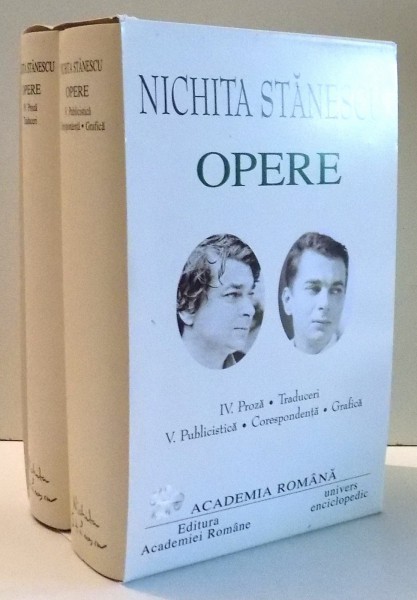 NICHITA STĂNESCU
OPERE
IV. Proză • Traduceri
V. Publicistică • Corespondență • Grafică
ACADEMIA ROMÂNĂ
Editura
Academiei Române
univers
enciclopedic
NICHITA STĂNESCU
OPERE
V. Publicistică
Corespondență • Grafică
STĂNESCU
OPERE
IV. Proză
Traduceri